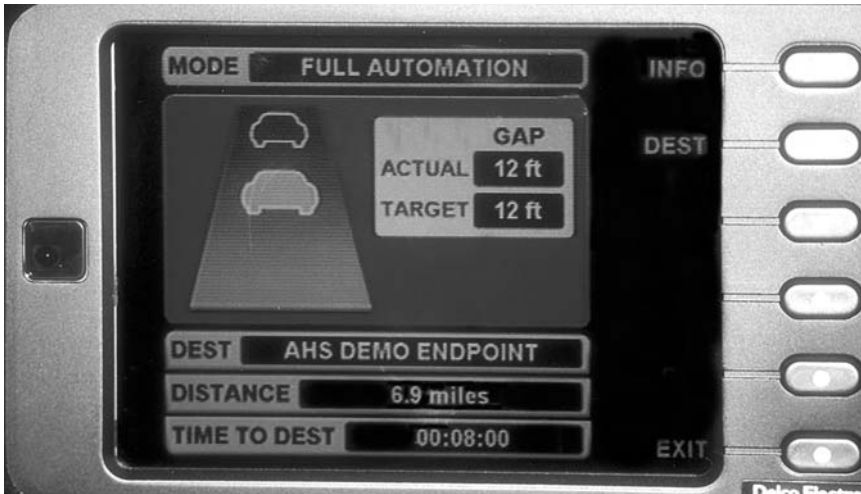 MODE FULL AUTOMATION
INFO
GAP
DEST
ACTUAL 12 ft
TARGET 12 ft
DEST AHS DEMO ENDPOINT
DISTANCE 6.9 miles
TIME TO DEST 00:08:00
EXIT